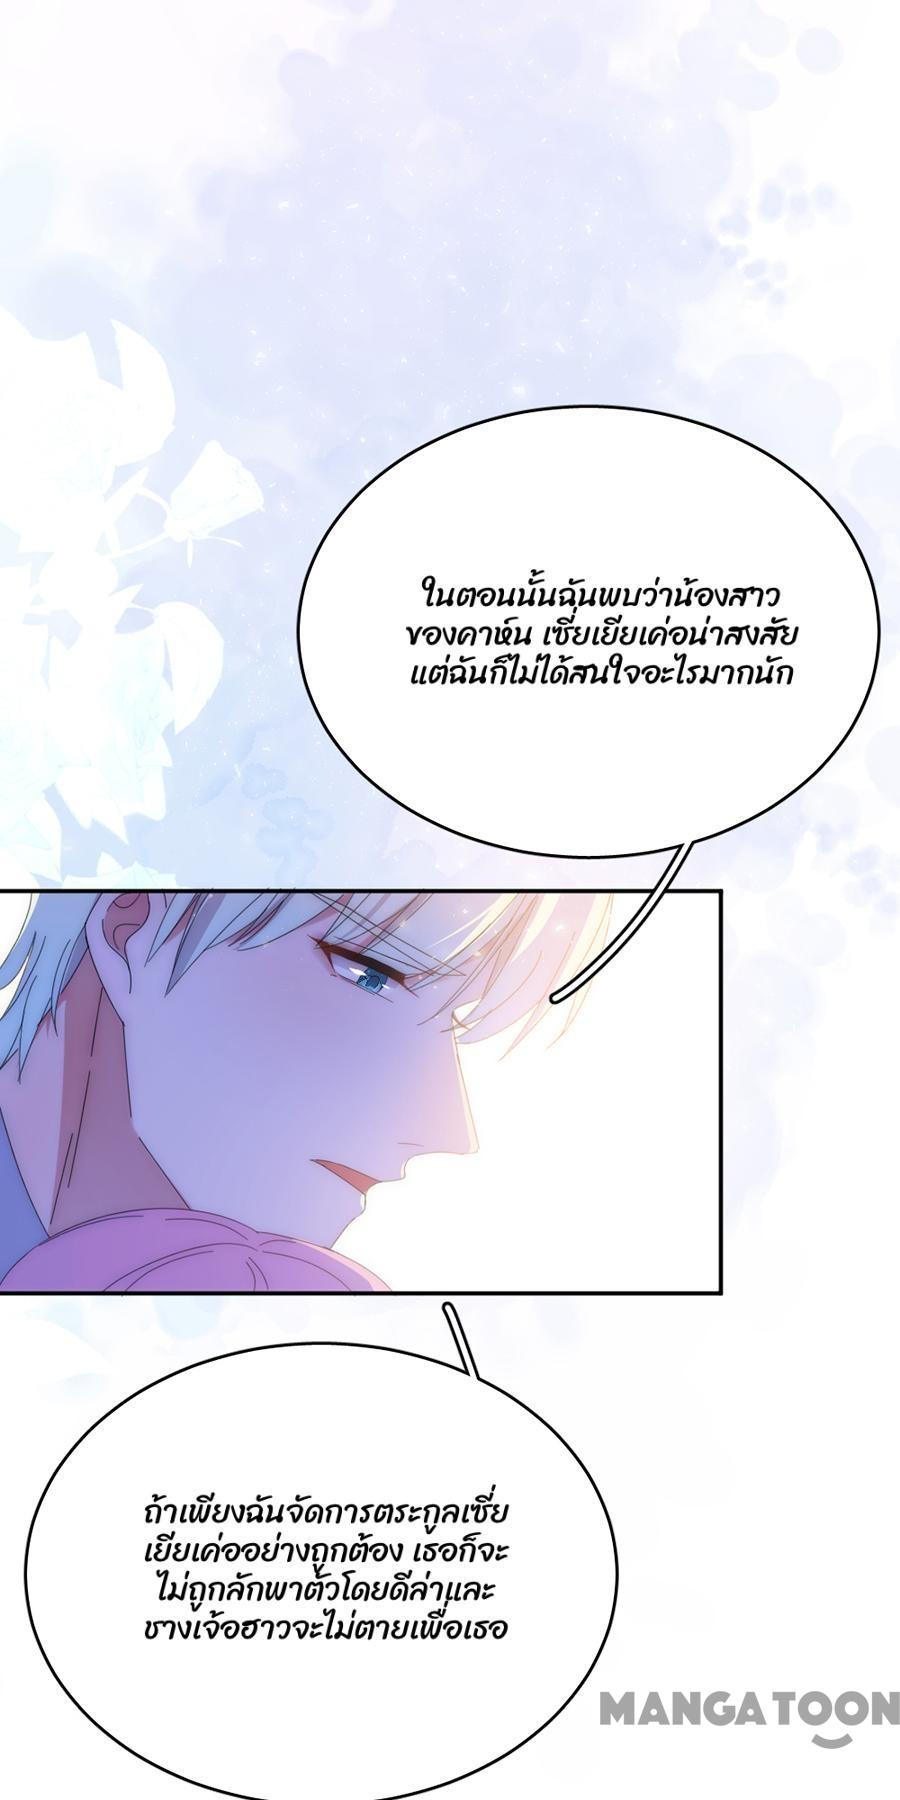 ในตอนนั้นฉันพบว่าน้องสาว
ของคาห์น เซี่ยเยียเค่อน่าสงสัย
แต่ฉันก็ไม่ได้สนใจอะไรมากนัก
ถ้าเพียงฉันจัดการตระกูลเซี่ย
เยียเค่ออย่างถูกต้อง เธอก็จะ
ไม่ถูกลักพาตัวโดยดีล่าและ
ชางเจ้อฮาวจะไม่ตายเพื่อเธอ
MANGATOON